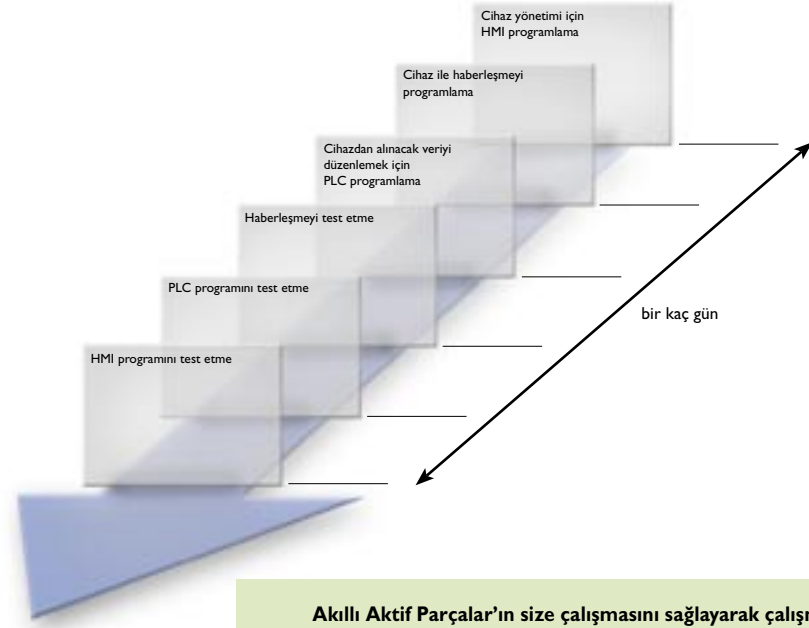 Cihaz yönetimi için
HMI programlama
Cihaz ile haberleşmeyi
programlama
Cihazdan alınacak veriyi
düzenlemek için
PLC programlama
Haberleşmeyi test etme
PLC programını test etme
HMI programını test etme
bir kaç gün
Akıllı Aktif Parçalar’ın size çalışmasını sağlayarak